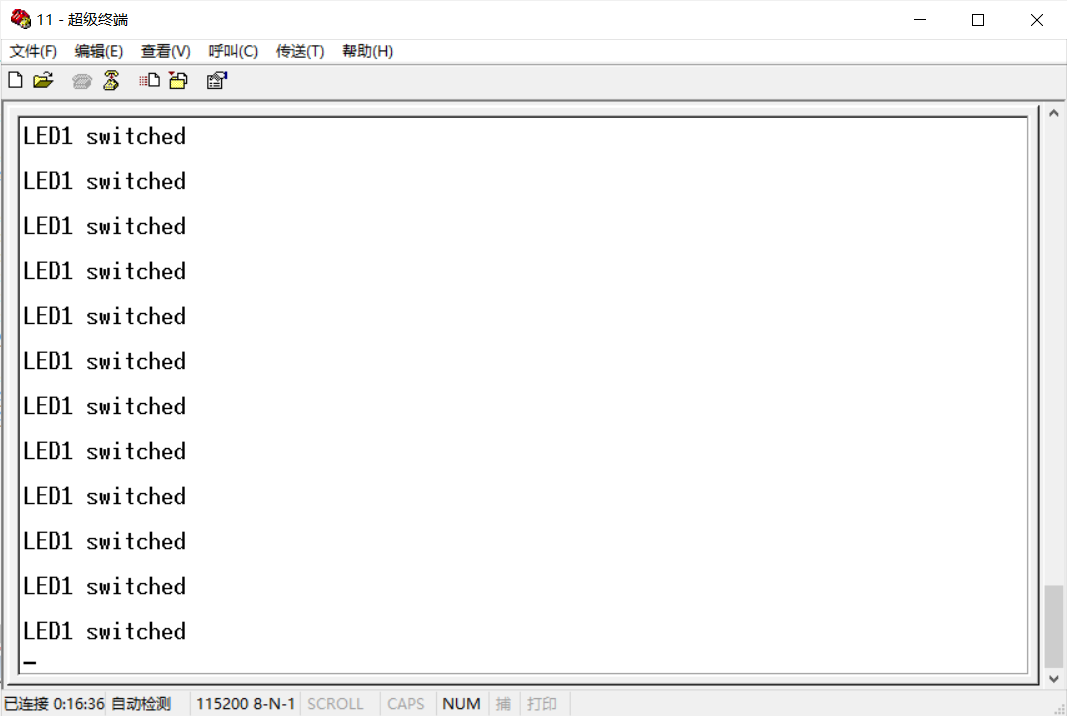 11 - 超级终端
文件(F) 编辑(E) 查看(V) 呼叫(C) 传送(T) 帮助(H)
LED1 switched
LED1 switched
LED1 switched
LED1 switched
LED1 switched
LED1 switched
LED1 switched
LED1 switched
LED1 switched
LED1 switched
LED1 switched
LED1 switched
_
已连接 0:16:36 自动检测 115200 8-N-1 SCROLL CAPS NUM 捕 打印